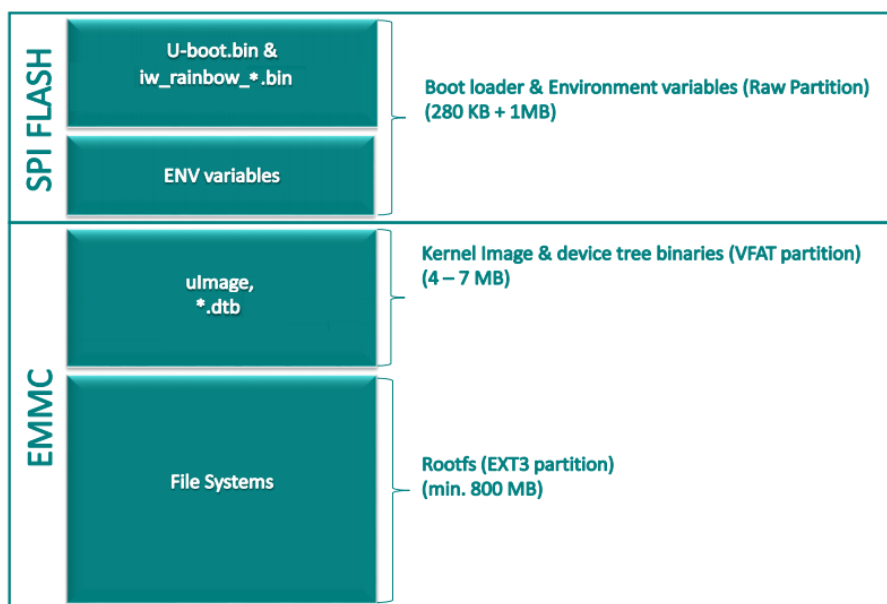 SPI FLASH
U-boot.bin &
iw_rainbow_*.bin
ENV variables
Boot loader & Environment variables (Raw Partition)
(280 KB + 1MB)
EMMC
uImage,
*.dtb
Kernel Image & device tree binaries (VFAT partition)
(4 – 7 MB)
File Systems
Rootfs (EXT3 partition)
(min. 800 MB)